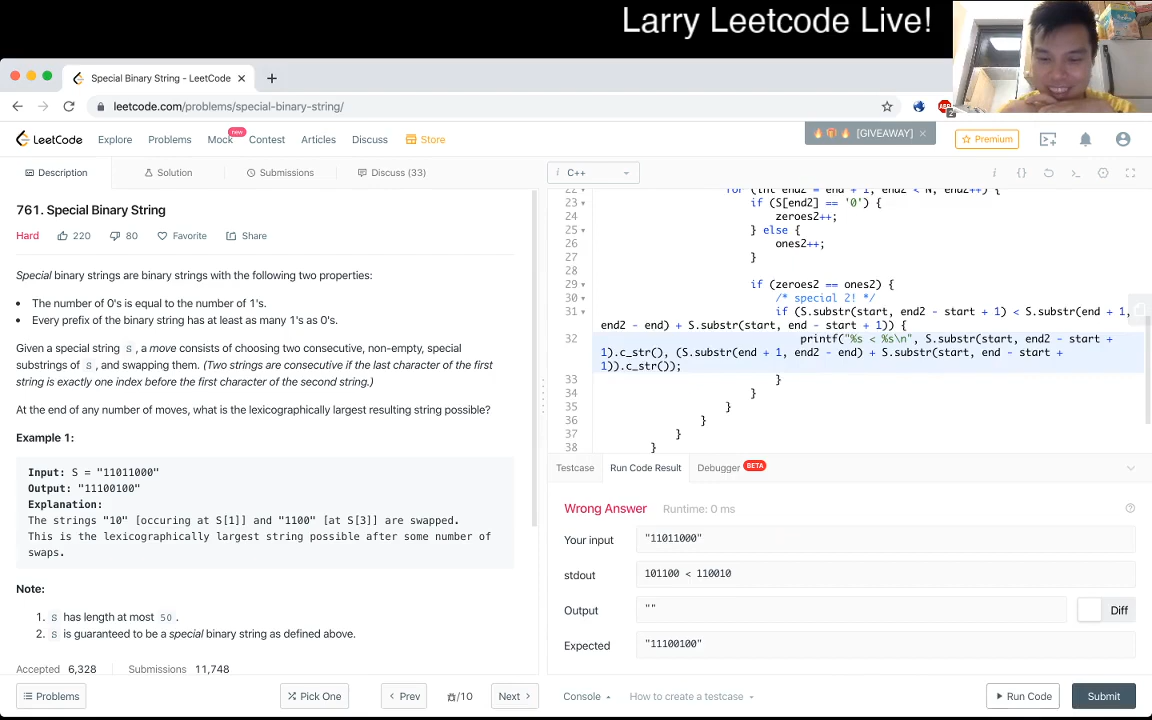 Larry Leetcode Live!
Special Binary String - LeetCode
leetcode.com/problems/special-binary-string/
LeetCode
Explore
Problems
Mock
new
Contest
Articles
Discuss
Store
[GIVEAWAY]
Premium
Description
Solution
Submissions
Discuss (33)
C++
761. Special Binary String
Hard
220
80
Favorite
Share
Special binary strings are binary strings with the following two properties:
• The number of 0's is equal to the number of 1's.
• Every prefix of the binary string has at least as many 1's as 0's.
Given a special string S, a move consists of choosing two consecutive, non-empty, special
substrings of S, and swapping them. (Two strings are consecutive if the last character of the first
string is exactly one index before the first character of the second string.)
At the end of any number of moves, what is the lexicographically largest resulting string possible?
Example 1:
Input: S = "11011000"
Output: "11100100"
Explanation:
The strings "10" [occuring at S[1]] and "1100" [at S[3]] are swapped.
This is the lexicographically largest string possible after some number of
swaps.
Note:
1. S has length at most 50.
2. S is guaranteed to be a special binary string as defined above.
Accepted 6,328
Submissions 11,748
22 for (int end2 = end + 1; end2 < N; end2++) {
23 if (S[end2] == '0') {
24 zeroes2++;
25 } else {
26 ones2++;
27 }
28
29 if (zeroes2 == ones2) {
30 /* special 2! */
31 if (S.substr(start, end2 - start + 1) < S.substr(end + 1,
end2 - end) + S.substr(start, end - start + 1)) {
32 printf("%s < %s\n", S.substr(start, end2 - start +
1).c_str(), (S.substr(end + 1, end2 - end) + S.substr(start, end - start +
1)).c_str());
33 }
34 }
35 }
36 }
37 }
38 }
Testcase
Run Code Result
Debugger
BETA
Wrong Answer
Runtime: 0 ms
Your input
"11011000"
stdout
101100 < 110010
Output
""
Diff
Expected
"11100100"
Problems
Pick One
Prev
/10
Next
Console
How to create a testcase
Run Code
Submit